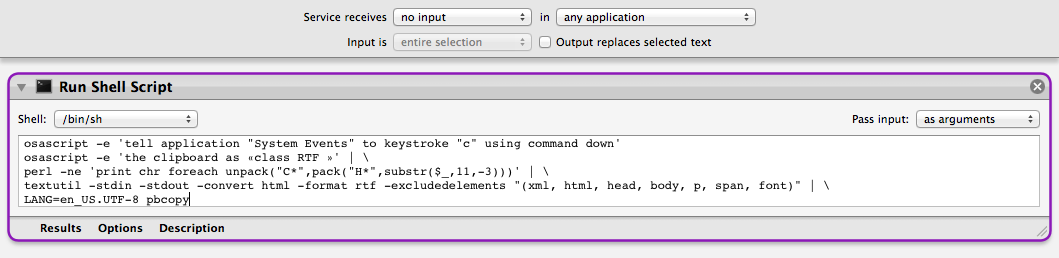 Service receives no input in any application
Input is entire selection Output replaces selected text
Run Shell Script
Shell: /bin/sh Pass input: as arguments
osascript -e 'tell application "System Events" to keystroke "c" using command down'
osascript -e 'the clipboard as «class RTF »' | \
perl -ne 'print chr foreach unpack("C*",pack("H*",substr($_,11,-3)))' | \
textutil -stdin -stdout -convert html -format rtf -excludedelements "(xml, html, head, body, p, span, font)" | \
LANG=en_US.UTF-8 pbcopy
Results Options Description